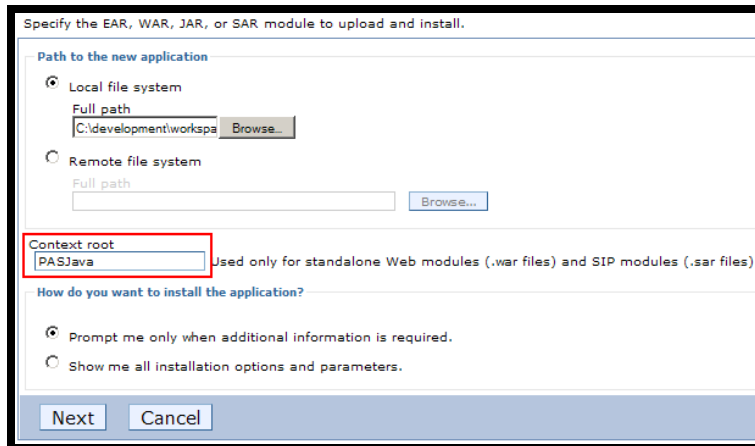 Specify the EAR, WAR, JAR, or SAR module to upload and install.
Path to the new application
Local file system
Full path
C:\development\workspa Browse...
Remote file system
Full path
Browse...
Context root
PASJava Used only for standalone Web modules (.war files) and SIP modules (.sar files)
How do you want to install the application?
Prompt me only when additional information is required.
Show me all installation options and parameters.
Next Cancel